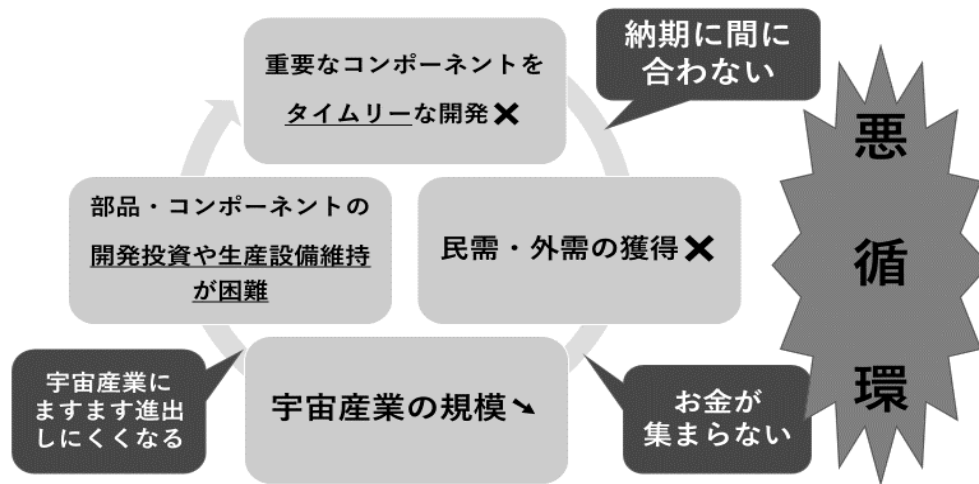 重要なコンポーネントを
タイムリーな開発✕
納期に間に
合わない
民需・外需の獲得✕
お金が
集まらない
宇宙産業の規模➘
宇宙産業に
ますます進出
しにくくなる
部品・コンポーネントの
開発投資や生産設備維持
が困難
悪
循
環